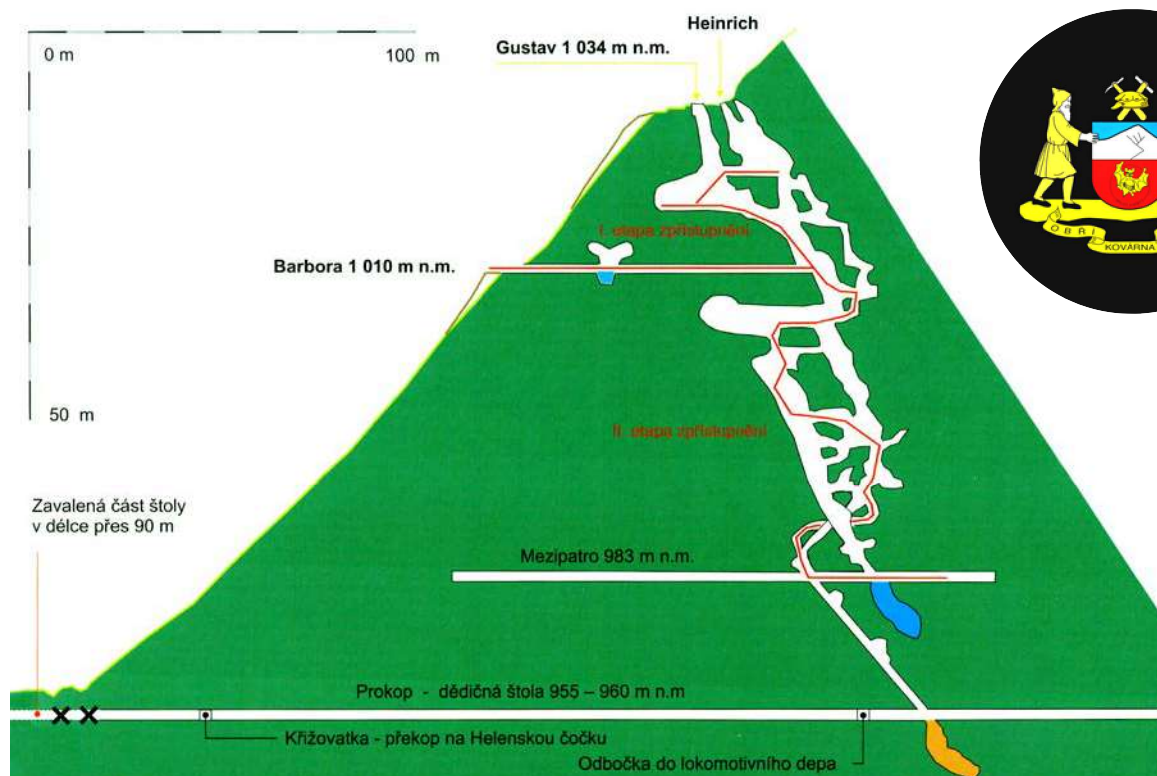 0 m
100 m
Heinrich
Gustav 1 034 m n.m.
OBŘÍ
KOVÁRNA
I. etapa zpřístupnění
Barbora 1 010 m n.m.
50 m
II. etapa zpřístupnění
Zavalená část štoly
v délce přes 90 m
Mezipatro 983 m n.m.
Prokop - dědičná štola 955 – 960 m n.m
Křižovatka - překop na Helenskou čočku
Odbočka do lokomotivního depa